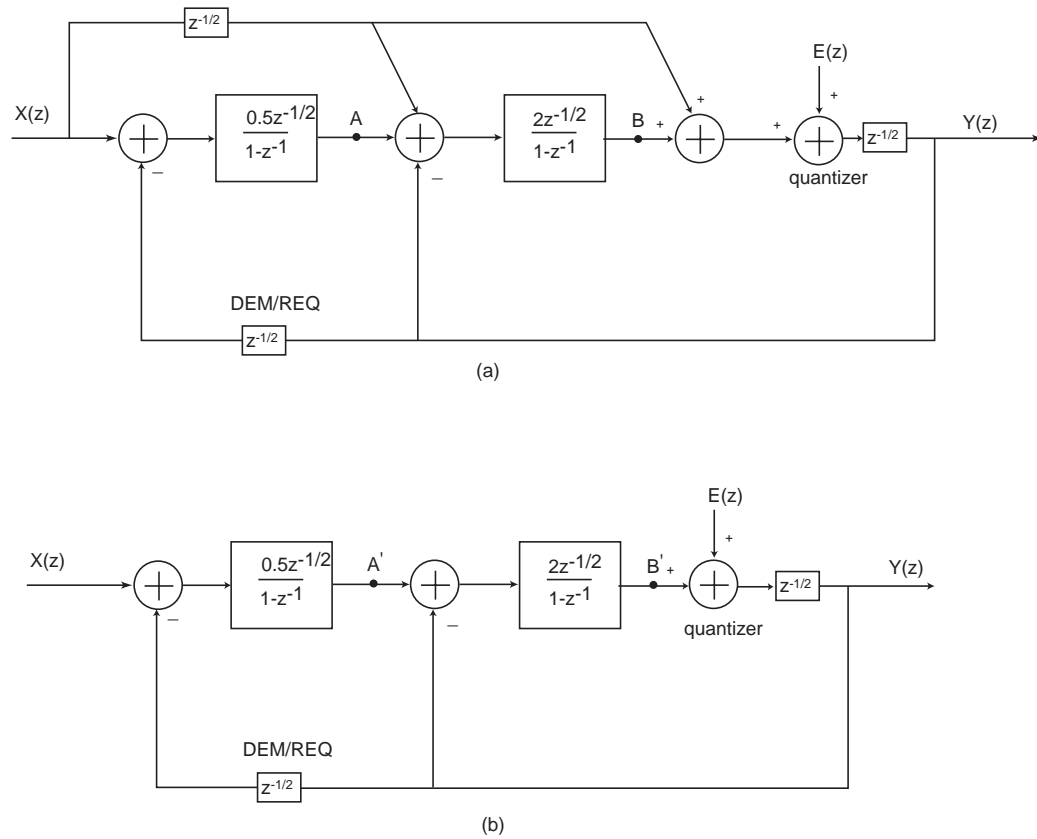 z-1/2
E(z)
X(z)
0.5z-1/2
1-z-1
A
2z-1/2
1-z-1
B
+
+
+
+
z-1/2
Y(z)
quantizer
–
–
DEM/REQ
z-1/2
(a)
E(z)
X(z)
0.5z-1/2
1-z-1
A'
2z-1/2
1-z-1
B'
+
+
z-1/2
Y(z)
quantizer
–
–
DEM/REQ
z-1/2
(b)